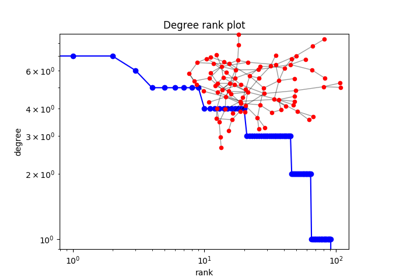 Degree rank plot
degree
6 × 10⁰
4 × 10⁰
3 × 10⁰
2 × 10⁰
10⁰
10⁰
10¹
10²
rank